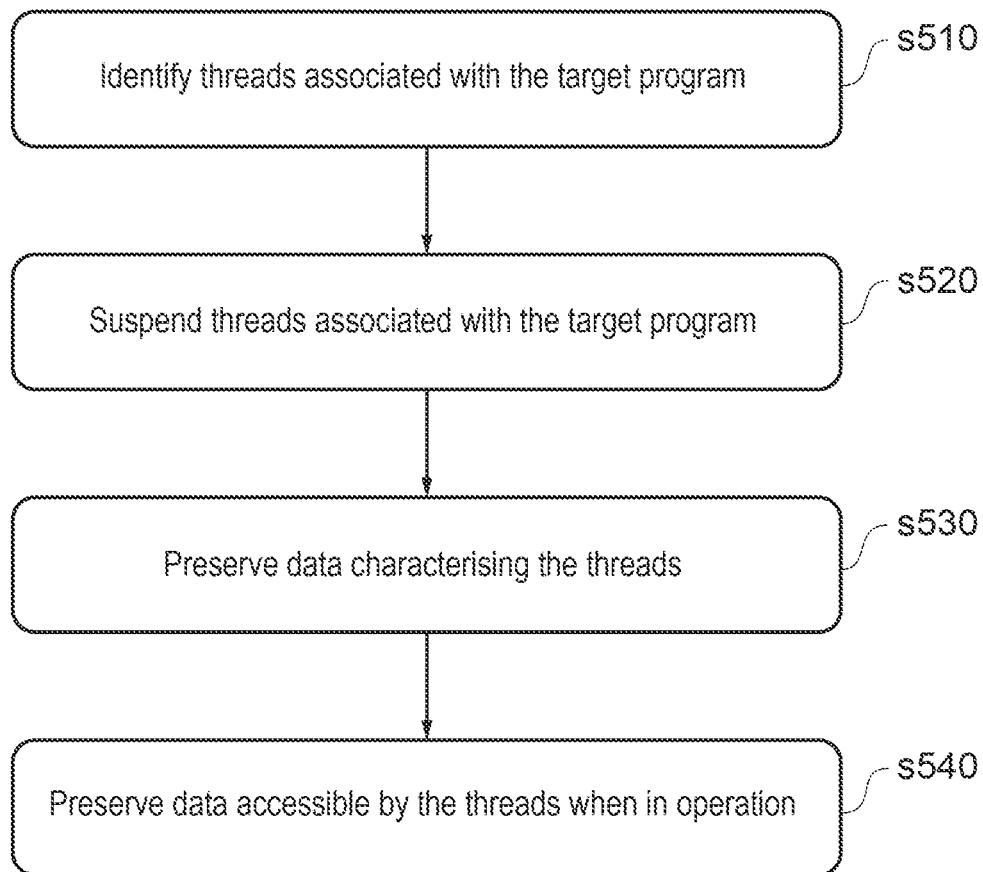 Identify threads associated with the target program
s510
Suspend threads associated with the target program
s520
Preserve data characterising the threads
s530
Preserve data accessible by the threads when in operation
s540